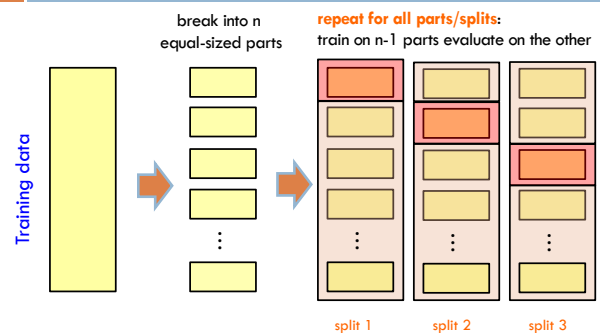 break into n
equal-sized parts
repeat for all parts/splits:
train on n-1 parts evaluate on the other
Training data
⋮
⋮
⋮
⋮
split 1
split 2
split 3